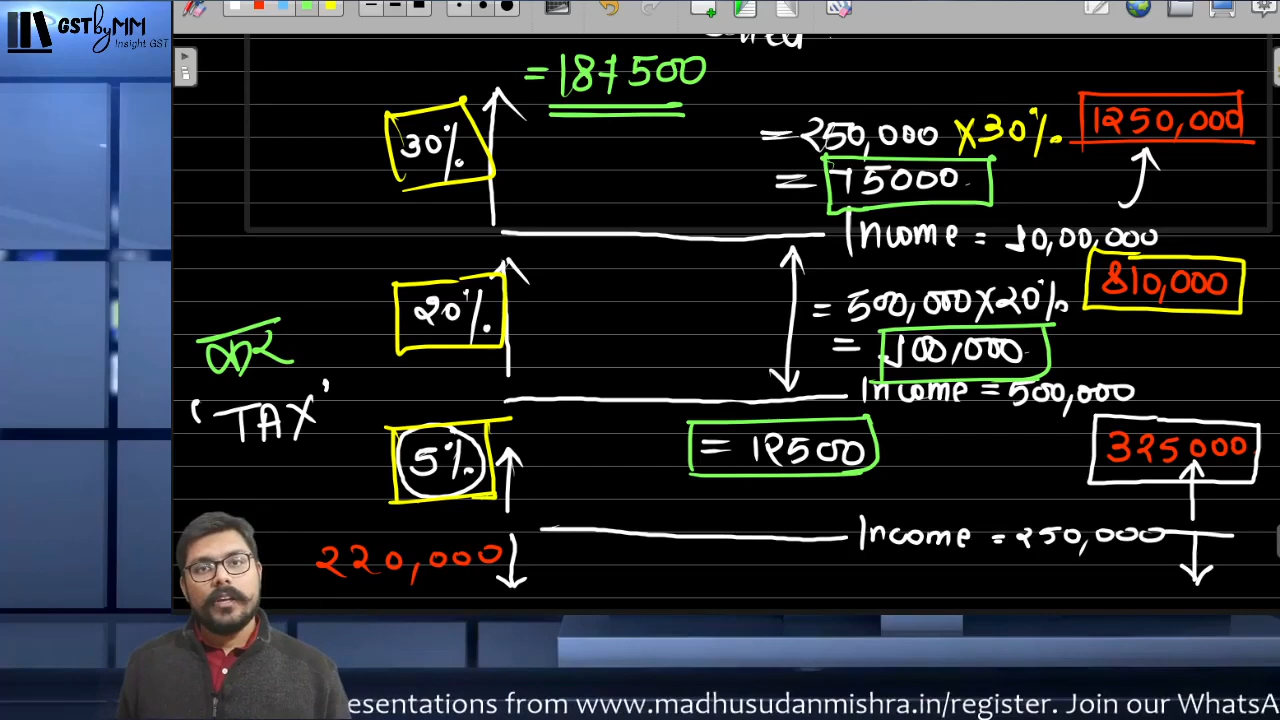 GSTbyMM
Insight GST
= 187500
30%
= 250,000 x 30%
1250,000
= 75000
Income = 10,00,000
810,000
20%
= 500,000 x 20%
= 100,000
Income = 500,000
'TAX'
5%
= 12500
325000
Income = 250,000
220,000
esentations from www.madhusudanmishra.in/register. Join our WhatsA